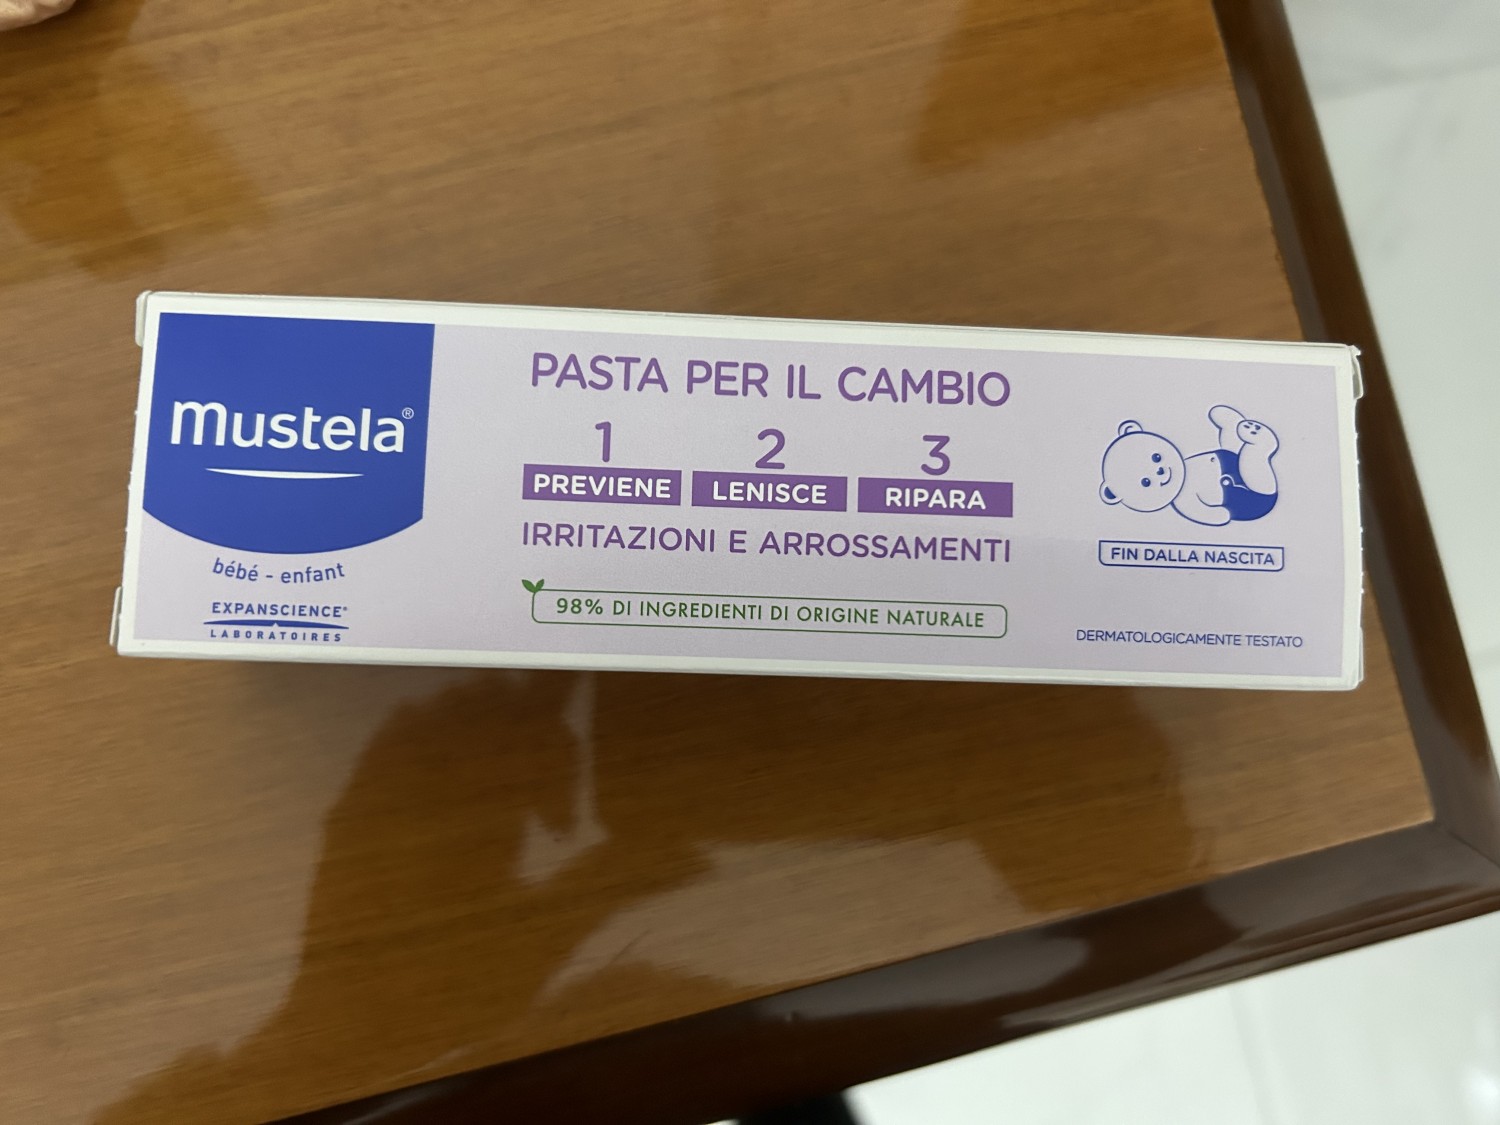 mustela®
bébé - enfant
EXPANSCIENCE®
LABORATOIRES
PASTA PER IL CAMBIO
1 2 3
PREVIENE LENISCE RIPARA
IRRITAZIONI E ARROSSAMENTI
98% DI INGREDIENTI DI ORIGINE NATURALE
FIN DALLA NASCITA
DERMATOLOGICAMENTE TESTATO